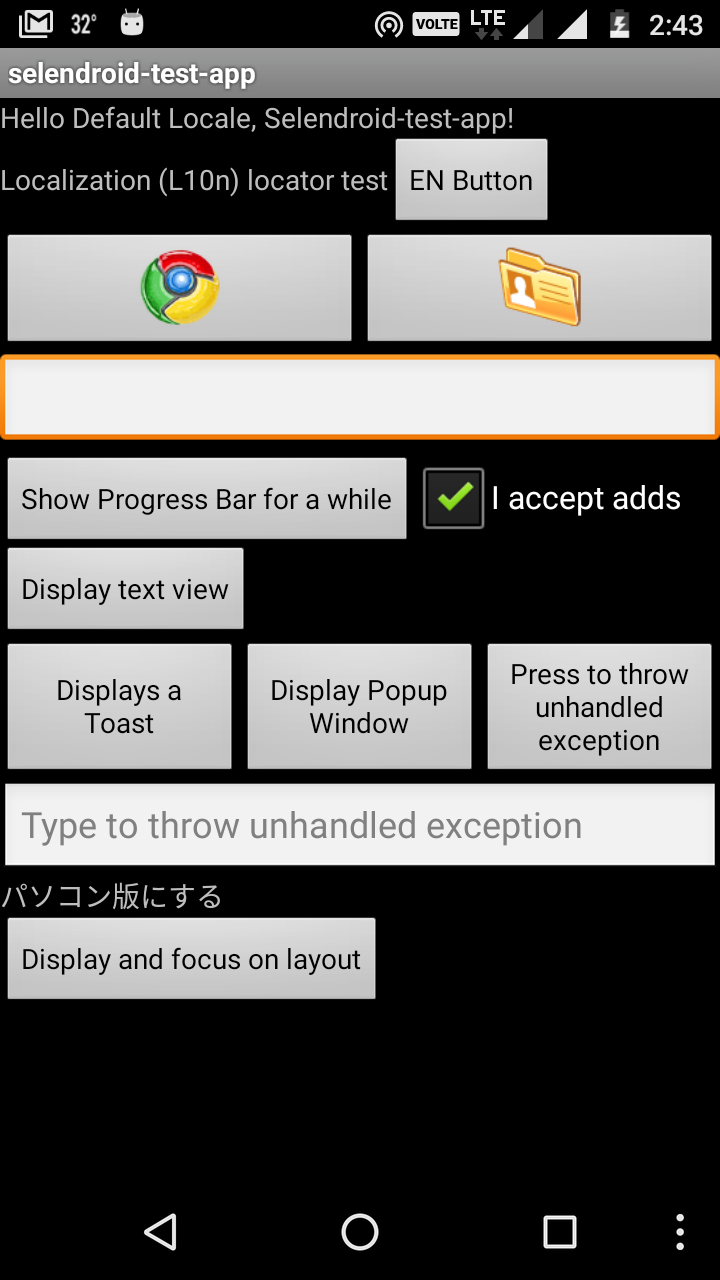 32° VOLTE LTE 2:43
selendroid-test-app
Hello Default Locale, Selendroid-test-app!
Localization (L10n) locator test EN Button
Show Progress Bar for a while I accept adds
Display text view
Displays a
Toast
Display Popup
Window
Press to throw
unhandled
exception
Type to throw unhandled exception
パソコン版にする
Display and focus on layout